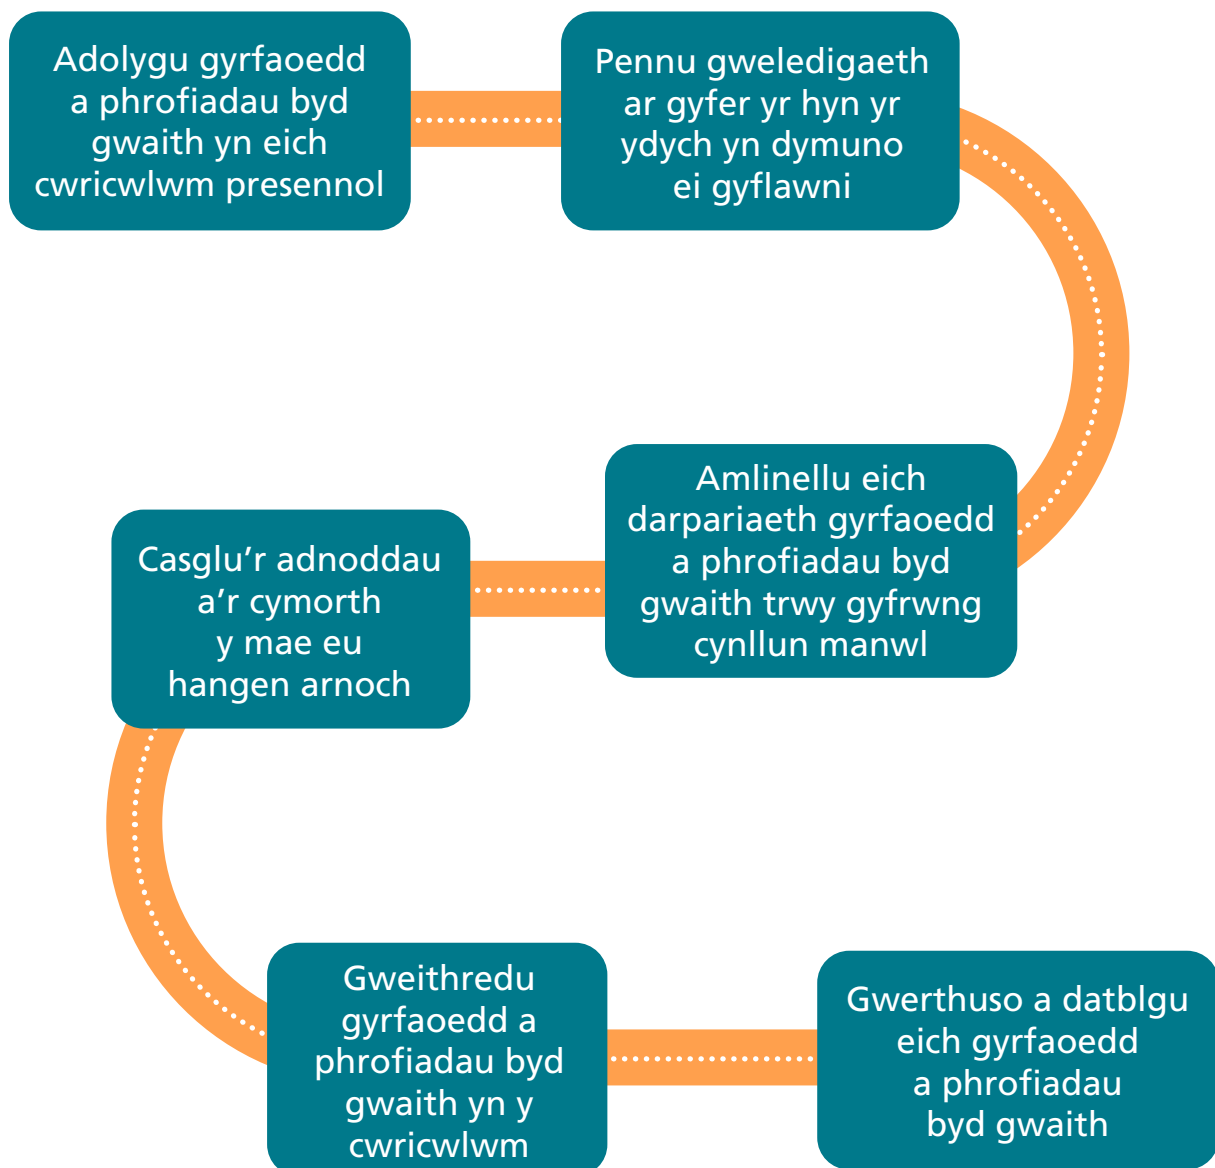 Adolygu gyrfaoedd
a phrofiadau byd
gwaith yn eich
cwricwlwm presennol
Pennu gweledigaeth
ar gyfer yr hyn yr
ydych yn dymuno
ei gyflawni
Amlinellu eich
darpariaeth gyrfaoedd
a phrofiadau byd
gwaith trwy gyfrwng
cynllun manwl
Casglu’r adnoddau
a’r cymorth
y mae eu
hangen arnoch
Gweithredu
gyrfaoedd a
phrofiadau byd
gwaith yn y
cwricwlwm
Gwerthuso a datblgu
eich gyrfaoedd
a phrofiadau
byd gwaith